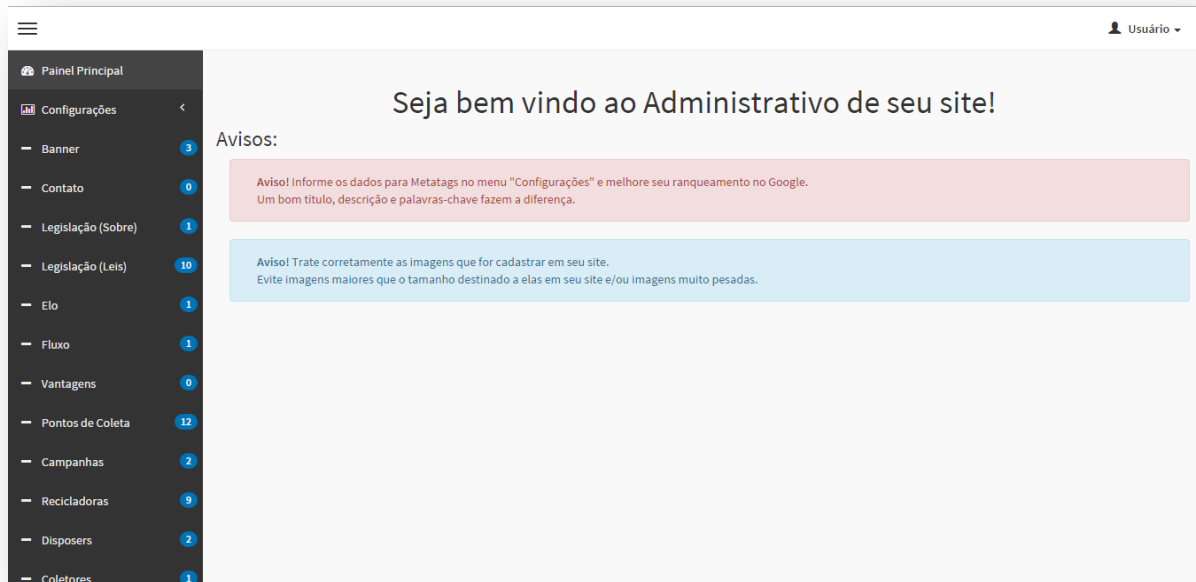 Usuário
Painel Principal
Configurações
Banner 3
Contato 0
Legislação (Sobre) 1
Legislação (Leis) 10
Elo 1
Fluxo 1
Vantagens 0
Pontos de Coleta 12
Campanhas 2
Recicladoras 9
Disposers 2
Coletores 1
Seja bem vindo ao Administrativo de seu site!
Avisos:
Aviso! Informe os dados para Metatags no menu "Configurações" e melhore seu ranqueamento no Google.
Um bom título, descrição e palavras-chave fazem a diferença.
Aviso! Trate corretamente as imagens que for cadastrar em seu site.
Evite imagens maiores que o tamanho destinado a elas em seu site e/ou imagens muito pesadas.